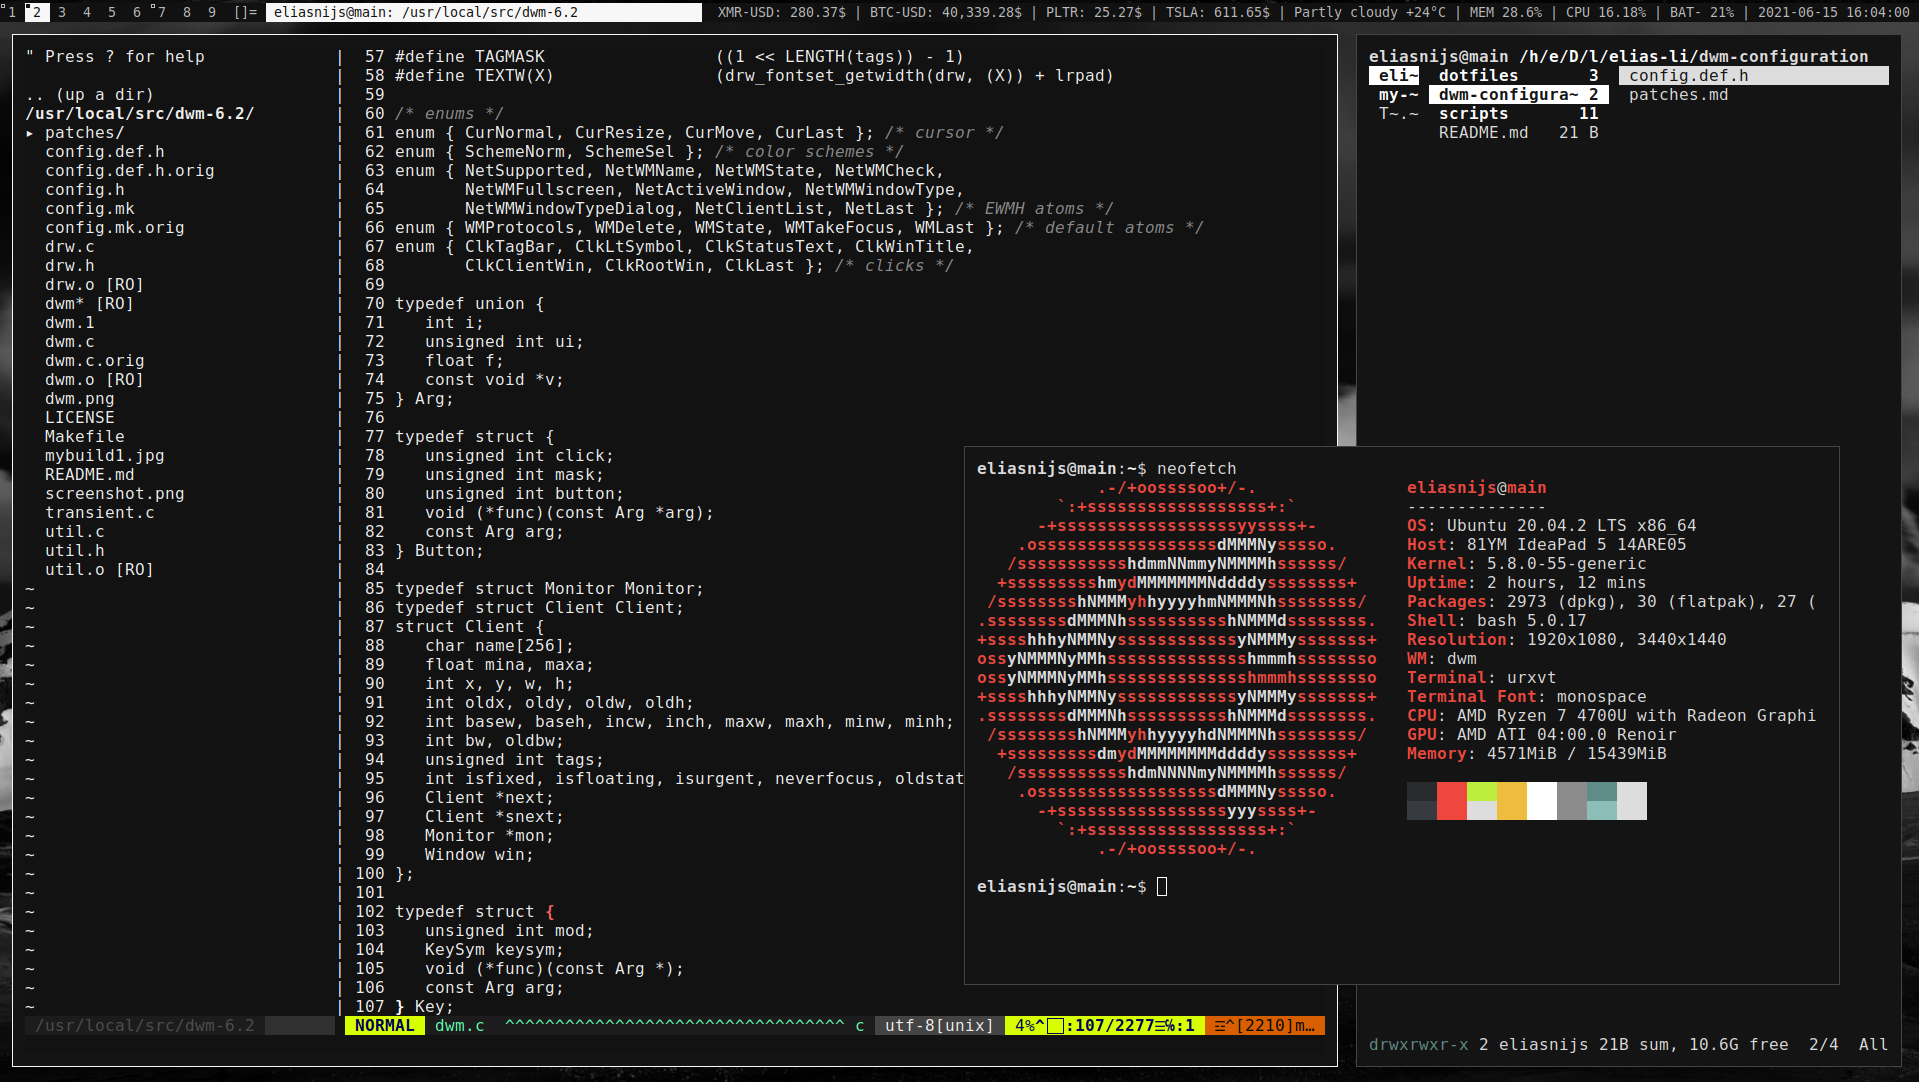 1 2 3 4 5 6 7 8 9 []= eliasnijs@main: /usr/local/src/dwm-6.2 XMR-USD: 280.37$ | BTC-USD: 40,339.28$ | PLTR: 25.27$ | TSLA: 611.65$ | Partly cloudy +24°C | MEM 28.6% | CPU 16.18% | BAT- 21% | 2021-06-15 16:04:00
" Press ? for help
.. (up a dir)
/usr/local/src/dwm-6.2/
▸ patches/
config.def.h
config.def.h.orig
config.h
config.mk
config.mk.orig
drw.c
drw.h
drw.o [RO]
dwm* [RO]
dwm.1
dwm.c
dwm.c.orig
dwm.o [RO]
dwm.png
LICENSE
Makefile
mybuild1.jpg
README.md
screenshot.png
transient.c
util.c
util.h
util.o [RO]
/usr/local/src/dwm-6.2
57 #define TAGMASK ((1 << LENGTH(tags)) - 1)
58 #define TEXTW(X) (drw_fontset_getwidth(drw, (X)) + lrpad)
59
60 /* enums */
61 enum { CurNormal, CurResize, CurMove, CurLast }; /* cursor */
62 enum { SchemeNorm, SchemeSel }; /* color schemes */
63 enum { NetSupported, NetWMName, NetWMState, NetWMCheck,
64 NetWMFullscreen, NetActiveWindow, NetWMWindowType,
65 NetWMWindowTypeDialog, NetClientList, NetLast }; /* EWMH atoms */
66 enum { WMProtocols, WMDelete, WMState, WMTakeFocus, WMLast }; /* default atoms */
67 enum { ClkTagBar, ClkLtSymbol, ClkStatusText, ClkWinTitle,
68 ClkClientWin, ClkRootWin, ClkLast }; /* clicks */
69
70 typedef union {
71 int i;
72 unsigned int ui;
73 float f;
74 const void *v;
75 } Arg;
76
77 typedef struct {
78 unsigned int click;
79 unsigned int mask;
80 unsigned int button;
81 void (*func)(const Arg *arg);
82 const Arg arg;
83 } Button;
84
85 typedef struct Monitor Monitor;
86 typedef struct Client Client;
87 struct Client {
88 char name[256];
89 float mina, maxa;
90 int x, y, w, h;
91 int oldx, oldy, oldw, oldh;
92 int basew, baseh, incw, inch, maxw, maxh, minw, minh;
93 int bw, oldbw;
94 unsigned int tags;
95 int isfixed, isfloating, isurgent, neverfocus, oldstat
96 Client *next;
97 Client *snext;
98 Monitor *mon;
99 Window win;
100 };
101
102 typedef struct {
103 unsigned int mod;
104 KeySym keysym;
105 void (*func)(const Arg *);
106 const Arg arg;
107 } Key;
NORMAL dwm.c ^^^^^^^^^^^^^^^^^^^^^^^^^^^^^^^^^^ c utf-8[unix] 4%^□:107/2277☰℅:1 ☲^[2210]m…
eliasnijs@main /h/e/D/l/elias-li/dwm-configuration
eli~ dotfiles 3 config.def.h
my-~ dwm-configura~ 2 patches.md
T~.~ scripts 11
README.md 21 B
drwxrwxr-x 2 eliasnijs 21B sum, 10.6G free 2/4 All
eliasnijs@main:~$ neofetch
.-/+oossssoo+/-.
`:+ssssssssssssssssss+:`
-+ssssssssssssssssssyyssss+-
.ossssssssssssssssssdMMMNysssso.
/ssssssssssshdmmNNmmyNMMMMhssssss/
+ssssssssshmydMMMMMMMNddddyssssssss+
/sssssssshNMMMyhhyyyyhmNMMMNhssssssss/
.ssssssssdMMMNhsssssssssshNMMMdssssssss.
+sssshhhyNMMNyssssssssssssyNMMMysssssss+
ossyNMMMNyMMhsssssssssssssshmmmhssssssso
ossyNMMMNyMMhsssssssssssssshmmmhssssssso
+sssshhhyNMMNyssssssssssssyNMMMysssssss+
.ssssssssdMMMNhsssssssssshNMMMdssssssss.
/sssssssshNMMMyhhyyyyhdNMMMNhssssssss/
+sssssssssdmydMMMMMMMMddddyssssssss+
/ssssssssssshdmNNNNmyNMMMMhssssss/
.ossssssssssssssssssdMMMNysssso.
-+sssssssssssssssssyyyssss+-
`:+ssssssssssssssssss+:`
.-/+oossssoo+/-.
eliasnijs@main
--------------
OS: Ubuntu 20.04.2 LTS x86_64
Host: 81YM IdeaPad 5 14ARE05
Kernel: 5.8.0-55-generic
Uptime: 2 hours, 12 mins
Packages: 2973 (dpkg), 30 (flatpak), 27 (
Shell: bash 5.0.17
Resolution: 1920x1080, 3440x1440
WM: dwm
Terminal: urxvt
Terminal Font: monospace
CPU: AMD Ryzen 7 4700U with Radeon Graphi
GPU: AMD ATI 04:00.0 Renoir
Memory: 4571MiB / 15439MiB
eliasnijs@main:~$